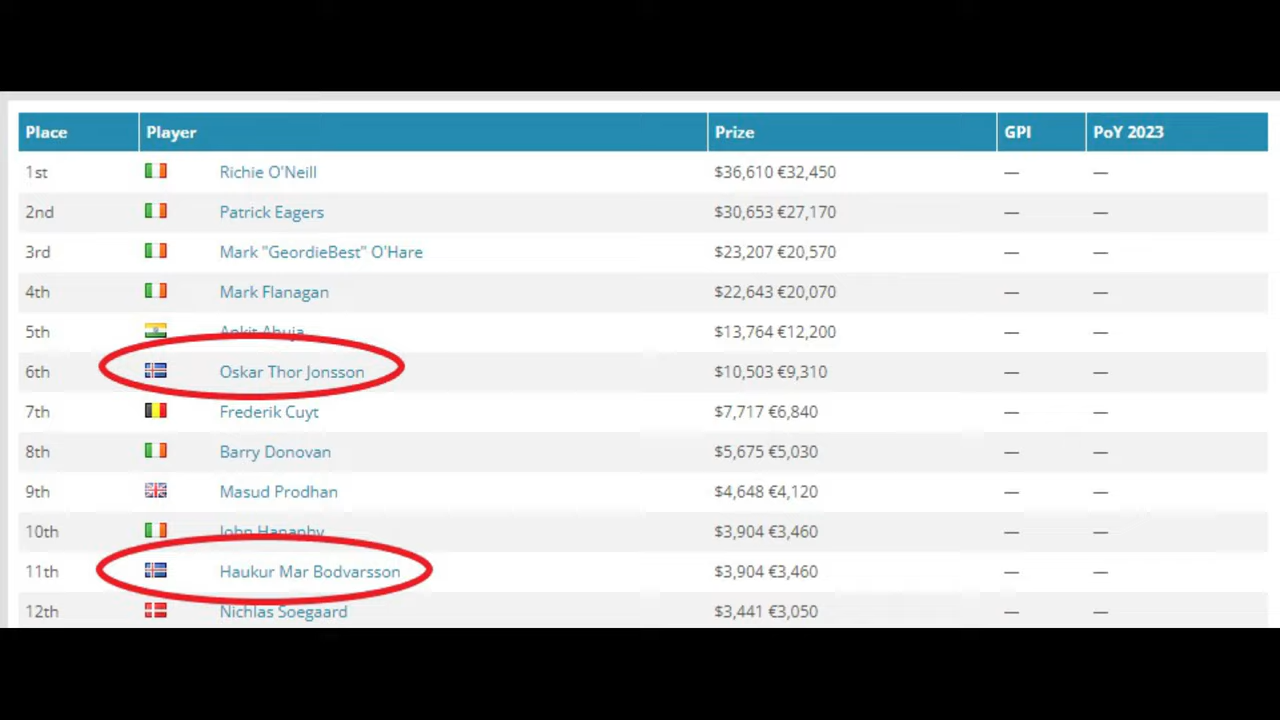 Place Player Prize GPI PoY 2023
1st Richie O'Neill $36,610 €32,450 — —
2nd Patrick Eagers $30,653 €27,170 — —
3rd Mark "GeordieBest" O'Hare $23,207 €20,570 — —
4th Mark Flanagan $22,643 €20,070 — —
5th Ankit Ahuja $13,764 €12,200 — —
6th Oskar Thor Jonsson $10,503 €9,310 — —
7th Frederik Cuyt $7,717 €6,840 — —
8th Barry Donovan $5,675 €5,030 — —
9th Masud Prodhan $4,648 €4,120 — —
10th John Hanaphy $3,904 €3,460 — —
11th Haukur Mar Bodvarsson $3,904 €3,460 — —
12th Nichlas Soegaard $3,441 €3,050 — —